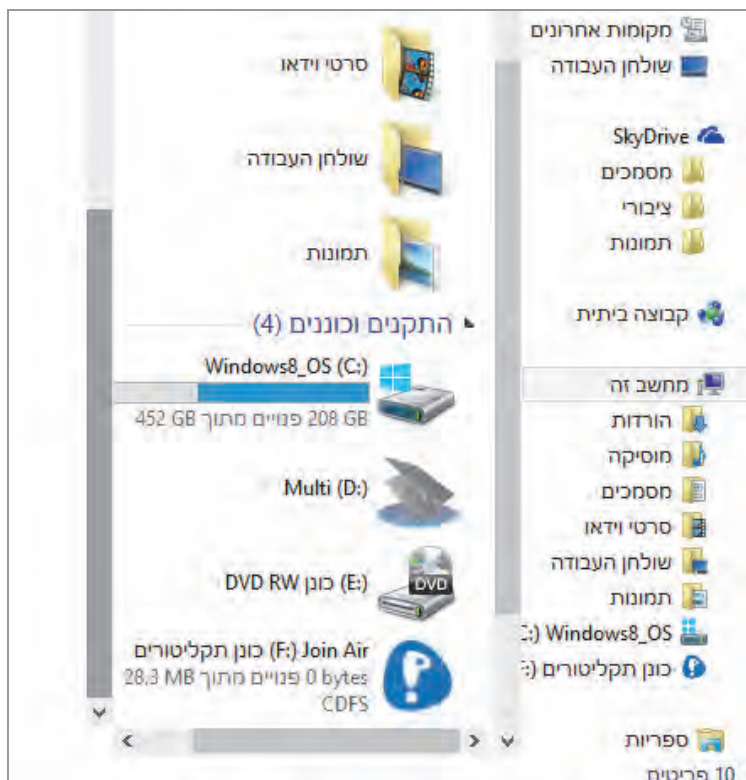 מקומות אחרונים
שולחן העבודה
SkyDrive
מסמכים
ציבורי
תמונות
קבוצה ביתית
מחשב זה
הורדות
מוסיקה
מסמכים
סרטי וידאו
שולחן העבודה
תמונות
Windows8_OS (C:
כונן תקליטורים (F:
ספריות
10 פריטים
סרטי וידאו
שולחן העבודה
תמונות
התקנים וכוננים (4)
Windows8_OS (C:)
208 GB פנויים מתוך 452 GB
Multi (D:)
כונן DVD RW (E:)
כונן תקליטורים (F:) Join Air
0 bytes פנויים מתוך 28,3 MB
CDFS
DVD